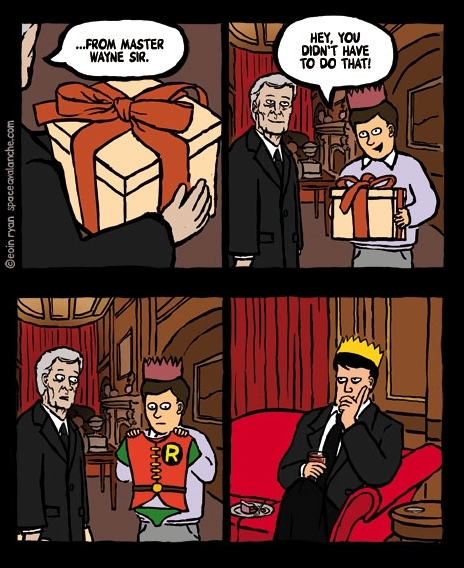 ...FROM MASTER
WAYNE SIR.
HEY, YOU
DIDN'T HAVE
TO DO THAT!
©eoin ryan spaceavalanche.com
R